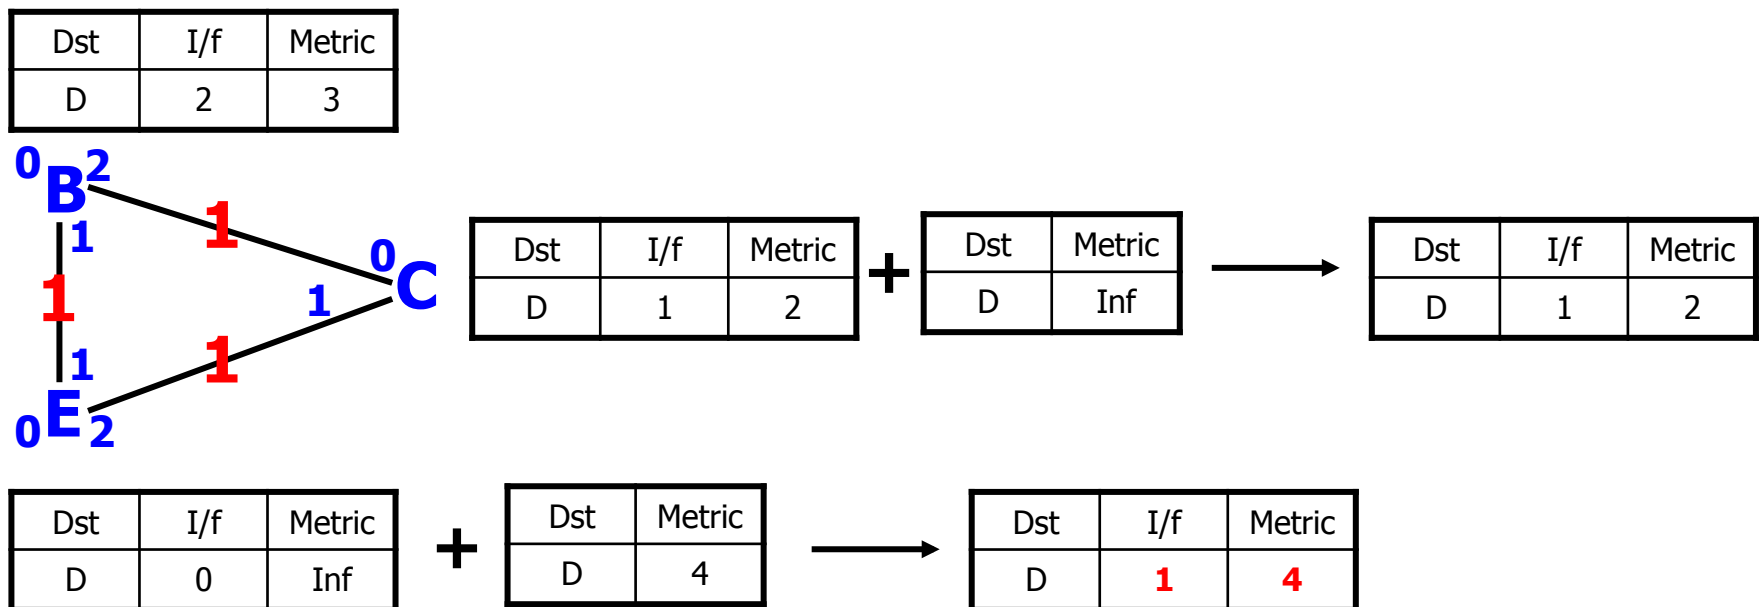 Dst I/f Metric
D 2 3
0 B 2
1
1
1
1
1
E
0 2
0 C
1
Dst I/f Metric
D 1 2
+
Dst Metric
D Inf
Dst I/f Metric
D 1 2
Dst I/f Metric
D 0 Inf
+
Dst Metric
D 4
Dst I/f Metric
D 1 4